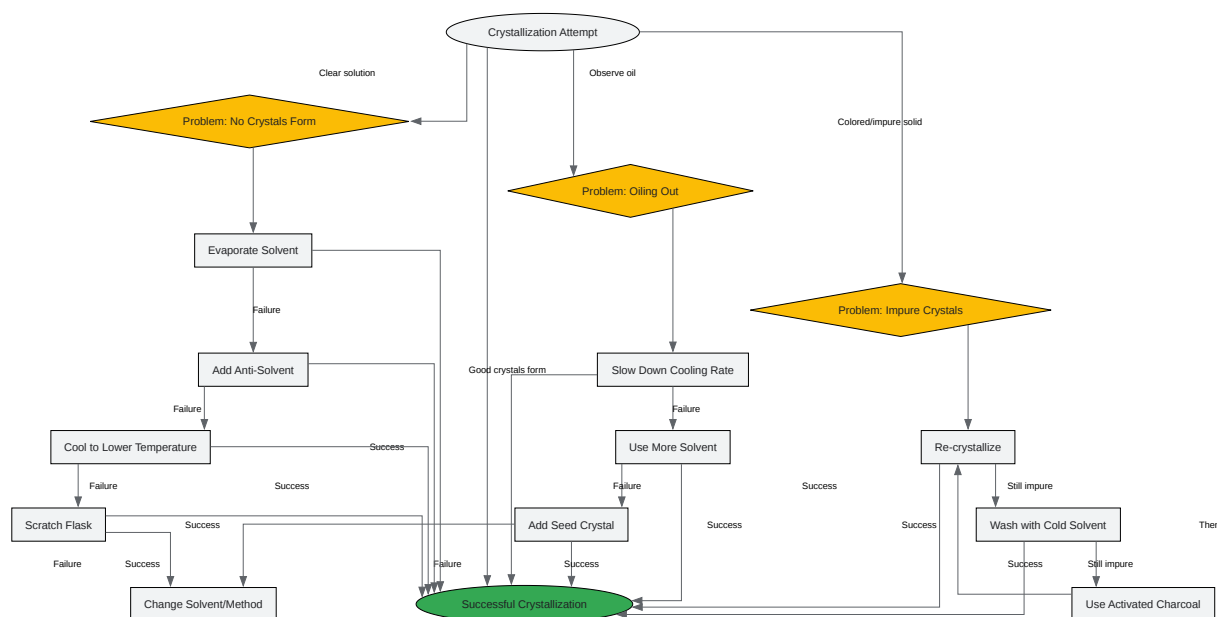 Crystallization Attempt
Clear solution
Observe oil
Problem: No Crystals Form
Colored/impure solid
Problem: Oiling Out
Evaporate Solvent
Failure
Problem: Impure Crystals
Add Anti-Solvent
Good crystals form
Slow Down Cooling Rate
Failure
Failure
Cool to Lower Temperature
Success
Use More Solvent
Re-crystallize
Failure
Success
Failure
Success
Still impure
Scratch Flask
Success
Add Seed Crystal
Success
Success
Wash with Cold Solvent
Ther
Failure
Success
Failure
Success
Success
Still impure
Change Solvent/Method
Successful Crystallization
Use Activated Charcoal